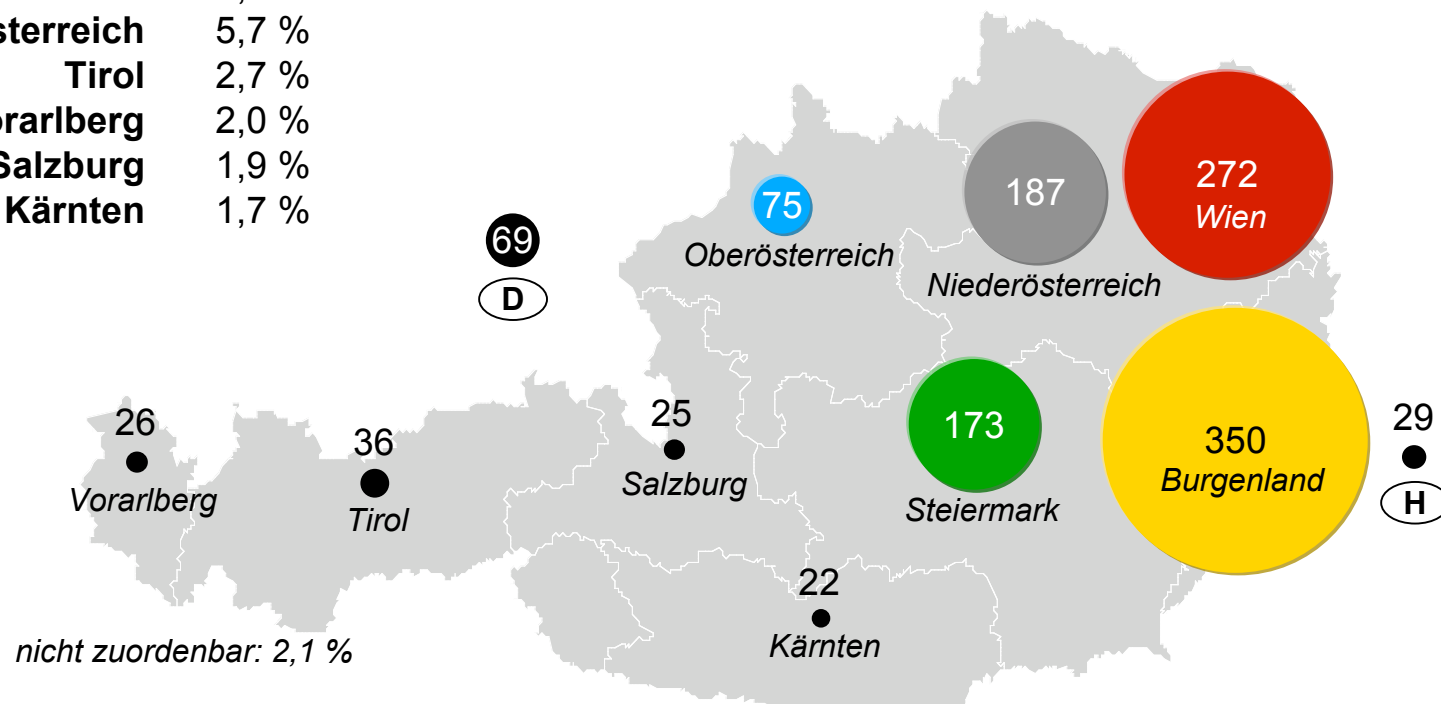 sterreich 5,7 %
Tirol 2,7 %
orarlberg 2,0 %
Salzburg 1,9 %
Kärnten 1,7 %
272
Wien
187
Niederösterreich
75
Oberösterreich
69
D
350
Burgenland
173
Steiermark
29
H
25
Salzburg
26
Vorarlberg
36
Tirol
22
Kärnten
nicht zuordenbar: 2,1 %